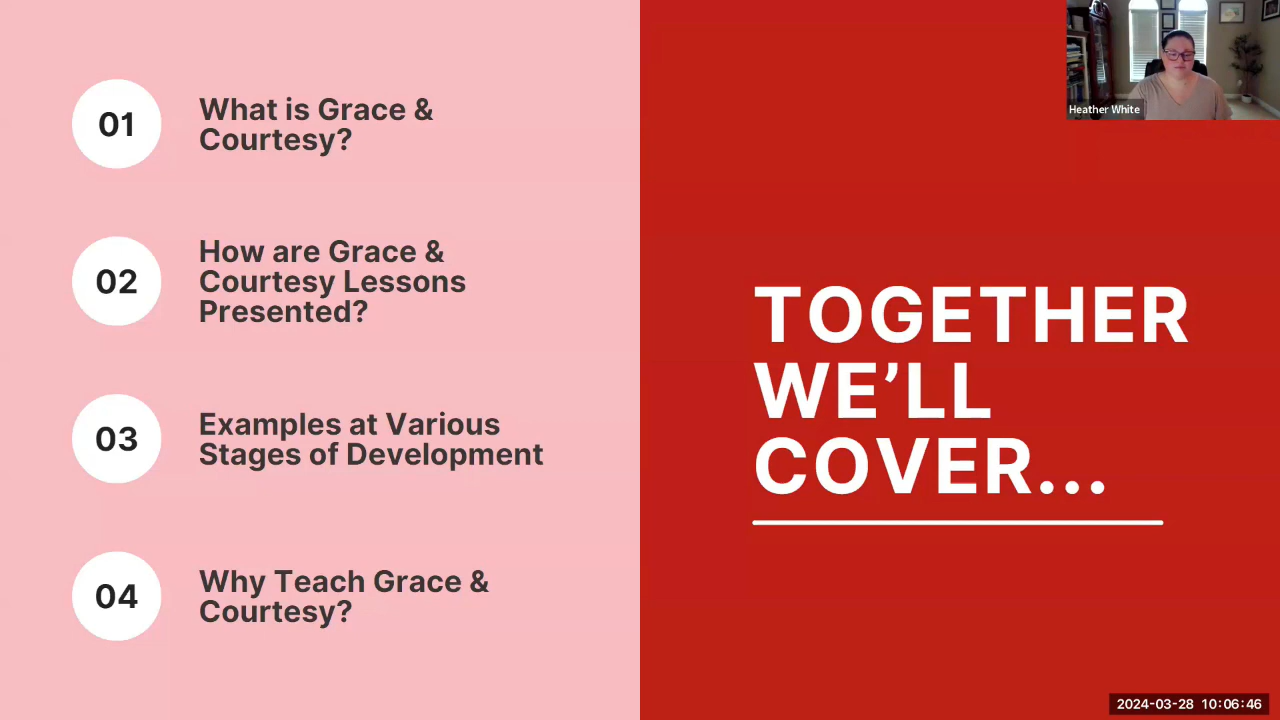 01
What is Grace &
Courtesy?
02
How are Grace &
Courtesy Lessons
Presented?
03
Examples at Various
Stages of Development
04
Why Teach Grace &
Courtesy?
TOGETHER
WE’LL
COVER...
Heather White
2024-03-28 10:06:46